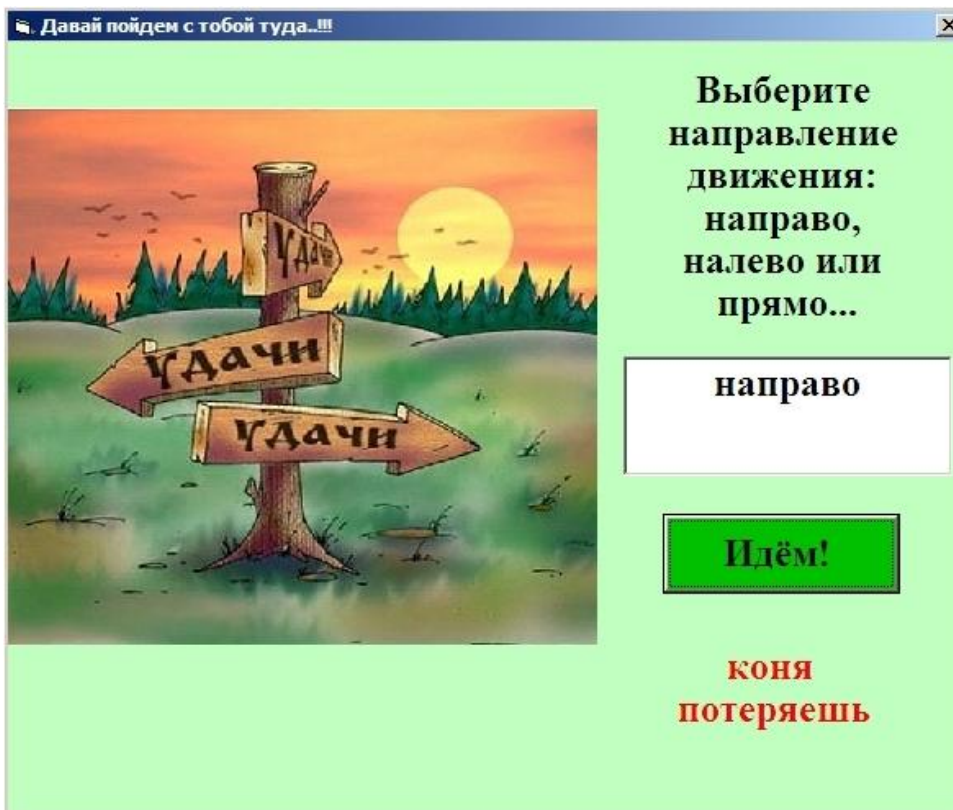 Давай пойдем с тобой туда..!!!
Выберите
направление
движения:
направо,
налево или
прямо...
удачи
удачи
удачи
направо
Идём!
коня
потеряешь